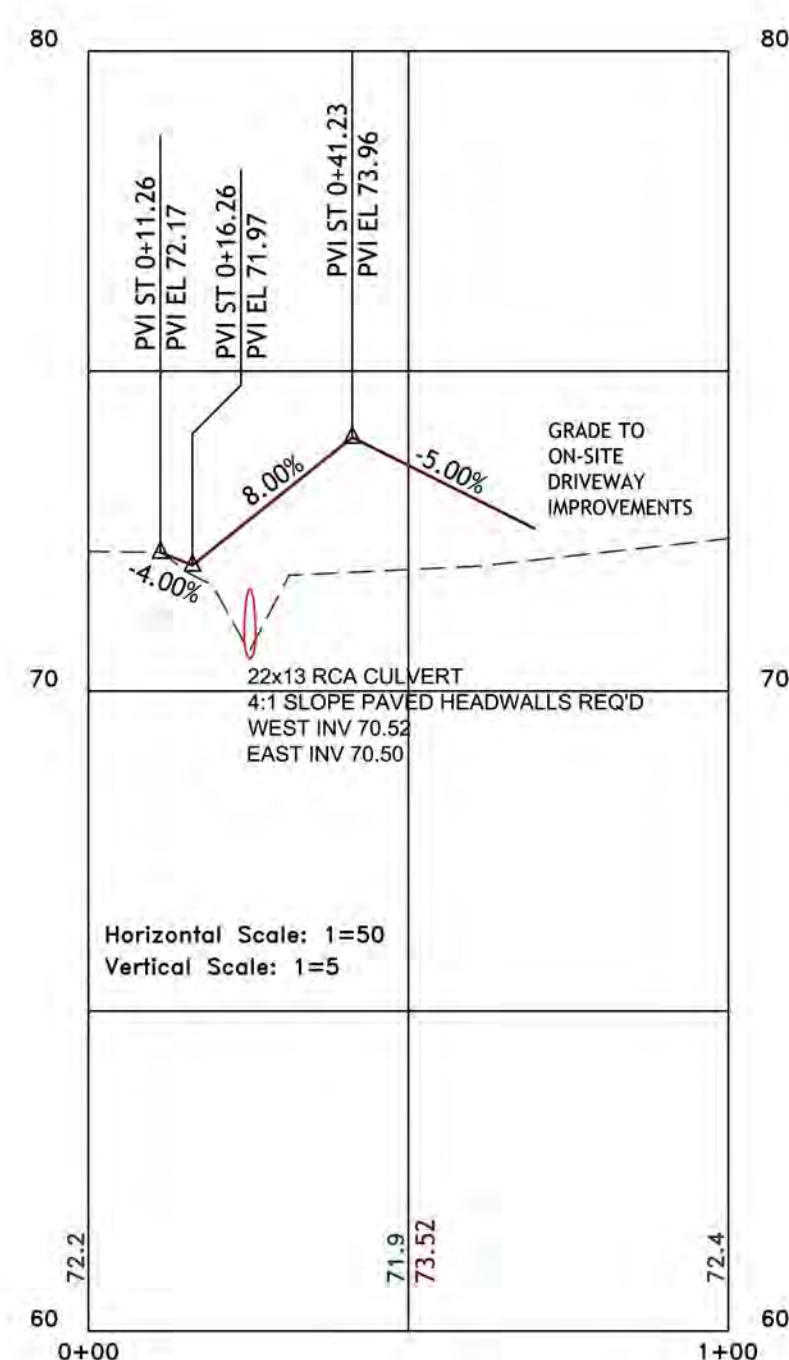 80
80
PVI ST 0+11.26
PVI EL 72.17
PVI ST 0+16.26
PVI EL 71.97
PVI ST 0+41.23
PVI EL 73.96
8.00%
-5.00%
-4.00%
GRADE TO
ON-SITE
DRIVEWAY
IMPROVEMENTS
70
70
22x13 RCA CULVERT
4:1 SLOPE PAVED HEADWALLS REQ'D
WEST INV 70.52
EAST INV 70.50
Horizontal Scale: 1=50
Vertical Scale: 1=5
72.2
71.9
73.52
72.4
60
60
0+00
1+00